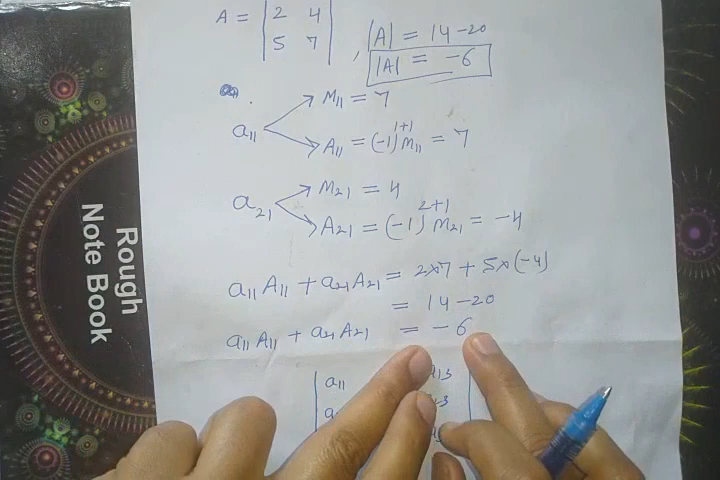 A = | 2 4 |
| 5 7 | , |A| = 14-20
|A| = -6
a11 → M11 = 7
→ A11 = (-1)^1+1 M11 = 7
a21 → M21 = 4
→ A21 = (-1)^2+1 M21 = -4
a11 A11 + a21 A21 = 2×7 + 5×(-4)
= 14-20
a11 A11 + a21 A21 = -6
a11
Rough
Note Book